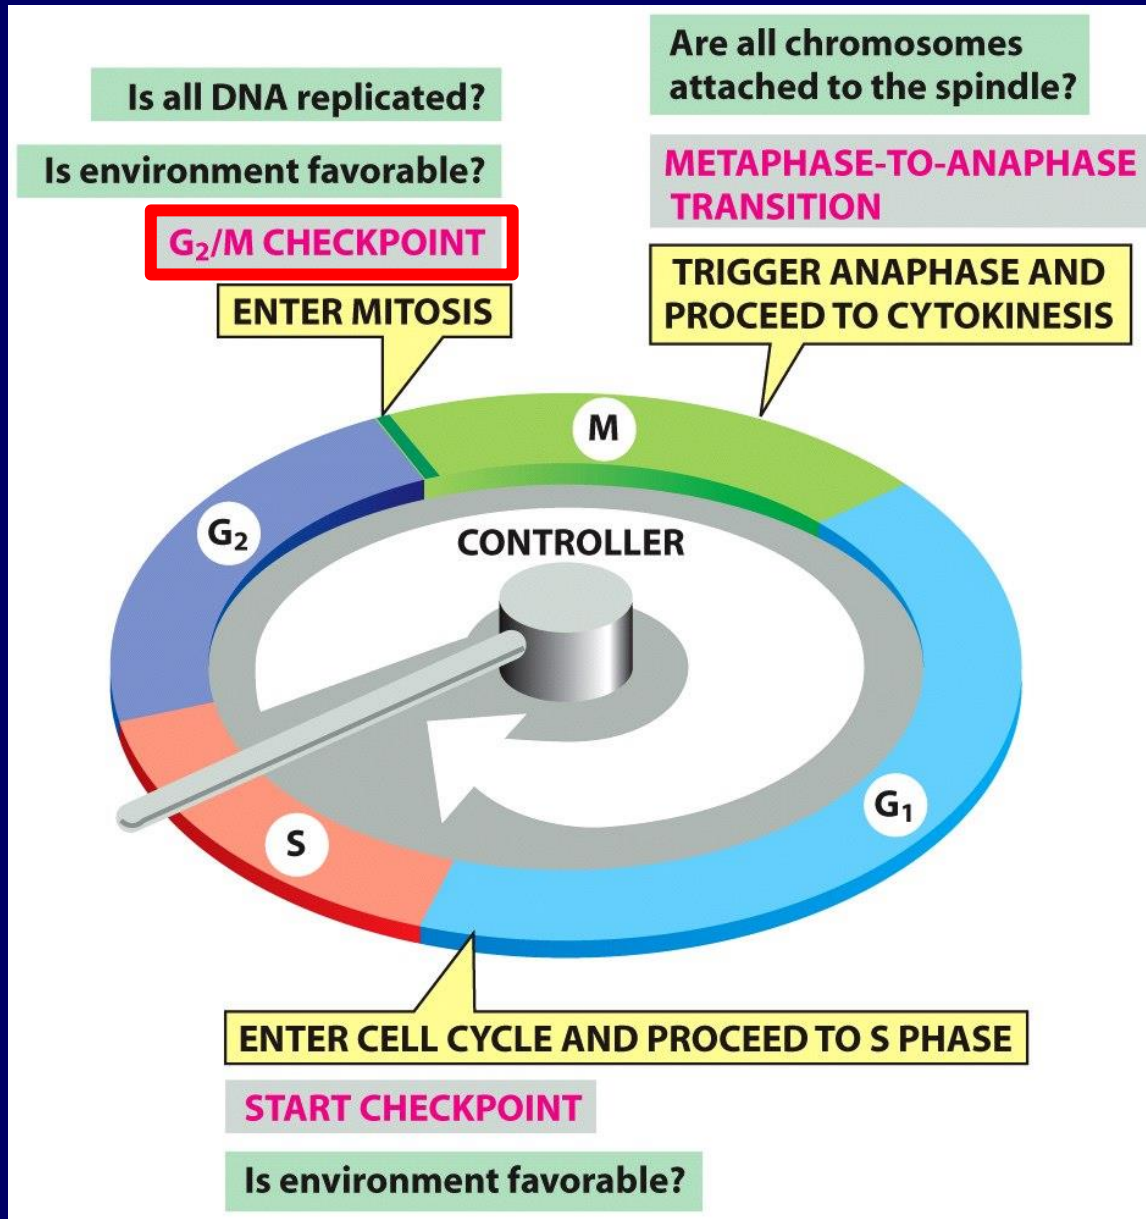 Is all DNA replicated?
Is environment favorable?
G₂/M CHECKPOINT
ENTER MITOSIS
Are all chromosomes
attached to the spindle?
METAPHASE-TO-ANAPHASE
TRANSITION
TRIGGER ANAPHASE AND
PROCEED TO CYTOKINESIS
M
G₂
CONTROLLER
G₁
S
ENTER CELL CYCLE AND PROCEED TO S PHASE
START CHECKPOINT
Is environment favorable?